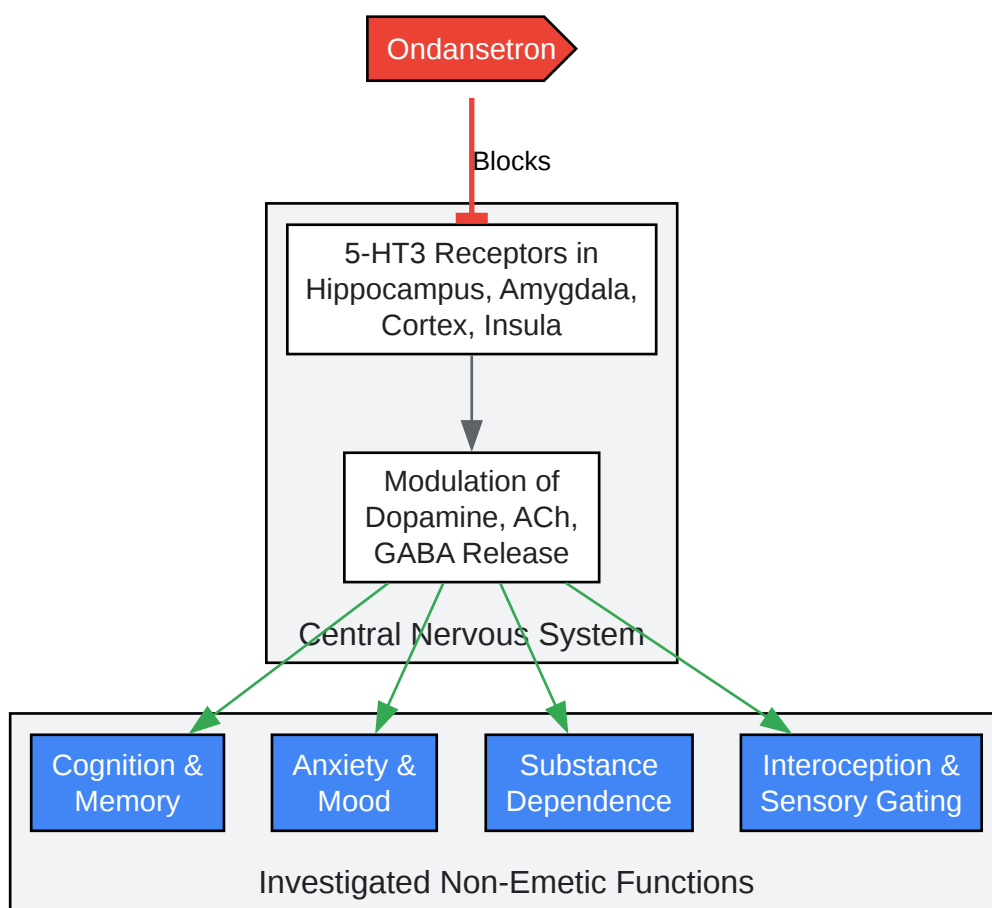 Ondansetron
Blocks
5-HT3 Receptors in
Hippocampus, Amygdala,
Cortex, Insula
Modulation of
Dopamine, ACh,
GABA Release
Central Nervous System
Cognition &
Memory
Anxiety &
Mood
Substance
Dependence
Interoception &
Sensory Gating
Investigated Non-Emetic Functions